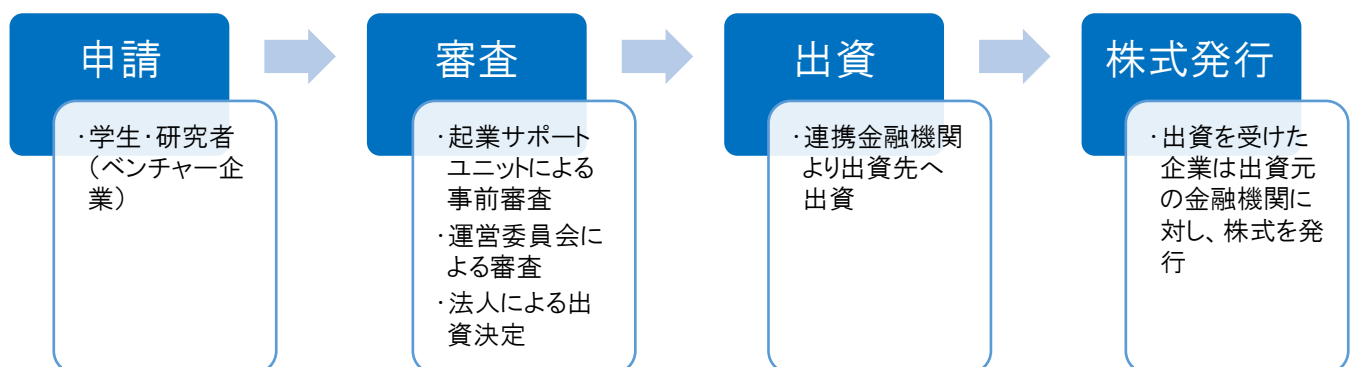 申請
・学生・研究者
（ベンチャー企
業）
審査
・起業サポート
ユニットによる
事前審査
・運営委員会に
よる審査
・法人による出
資決定
出資
・連携金融機関
より出資先へ
出資
株式発行
・出資を受けた
企業は出資元
の金融機関に
対し、株式を発
行